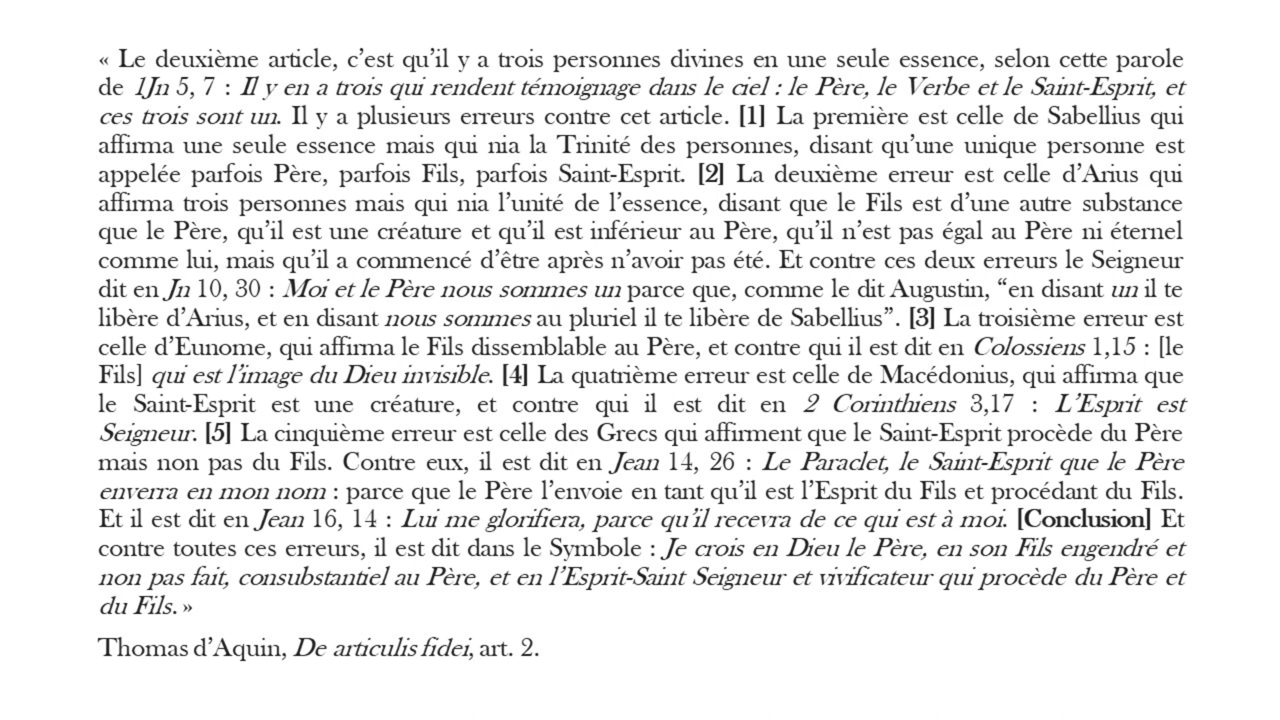 « Le deuxième article, c’est qu’il y a trois personnes divines en une seule essence, selon cette parole
de 1Jn 5, 7 : Il y en a trois qui rendent témoignage dans le ciel : le Père, le Verbe et le Saint-Esprit, et
ces trois sont un. Il y a plusieurs erreurs contre cet article. [1] La première est celle de Sabellius qui
affirma une seule essence mais qui nia la Trinité des personnes, disant qu’une unique personne est
appelée parfois Père, parfois Fils, parfois Saint-Esprit. [2] La deuxième erreur est celle d’Arius qui
affirma trois personnes mais qui nia l’unité de l’essence, disant que le Fils est d’une autre substance
que le Père, qu’il est une créature et qu’il est inférieur au Père, qu’il n’est pas égal au Père ni éternel
comme lui, mais qu’il a commencé d’être après n’avoir pas été. Et contre ces deux erreurs le Seigneur
dit en Jn 10, 30 : Moi et le Père nous sommes un parce que, comme le dit Augustin, “en disant un il te
libère d’Arius, et en disant nous sommes au pluriel il te libère de Sabellius”. [3] La troisième erreur est
celle d’Eunome, qui affirma le Fils dissemblable au Père, et contre qui il est dit en Colossiens 1,15 : [le
Fils] qui est l’image du Dieu invisible. [4] La quatrième erreur est celle de Macédonius, qui affirma que
le Saint-Esprit est une créature, et contre qui il est dit en 2 Corinthiens 3,17 : L’Esprit est
Seigneur. [5] La cinquième erreur est celle des Grecs qui affirment que le Saint-Esprit procède du Père
mais non pas du Fils. Contre eux, il est dit en Jean 14, 26 : Le Paraclet, le Saint-Esprit que le Père
enverra en mon nom : parce que le Père l’envoie en tant qu’il est l’Esprit du Fils et procédant du Fils.
Et il est dit en Jean 16, 14 : Lui me glorifiera, parce qu’il recevra de ce qui est à moi. [Conclusion] Et
contre toutes ces erreurs, il est dit dans le Symbole : Je crois en Dieu le Père, en son Fils engendré et
non pas fait, consubstantiel au Père, et en l’Esprit-Saint Seigneur et vivificateur qui procède du Père et
du Fils. »
Thomas d’Aquin, De articulis fidei, art. 2.